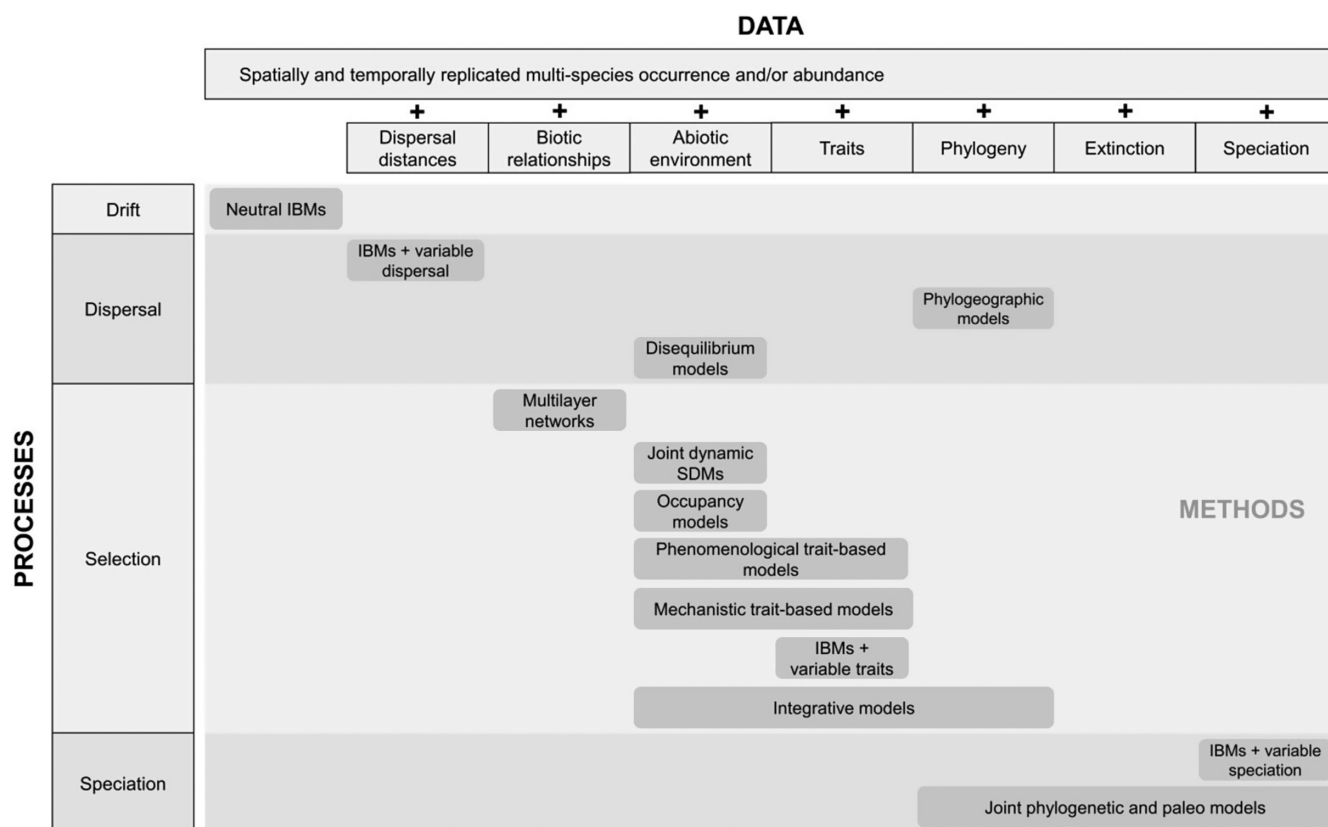 DATA
Spatially and temporally replicated multi-species occurrence and/or abundance
+ + + + + + +
Dispersal
distances
Biotic
relationships
Abiotic
environment
Traits
Phylogeny
Extinction
Speciation
PROCESSES
Drift
Neutral IBMs
Dispersal
IBMs + variable
dispersal
Phylogeographic
models
Disequilibrium
models
Selection
Multilayer
networks
Joint dynamic
SDMs
Occupancy
models
METHODS
Phenomenological trait-based
models
Mechanistic trait-based models
IBMs +
variable traits
Integrative models
Speciation
IBMs + variable
speciation
Joint phylogenetic and paleo models